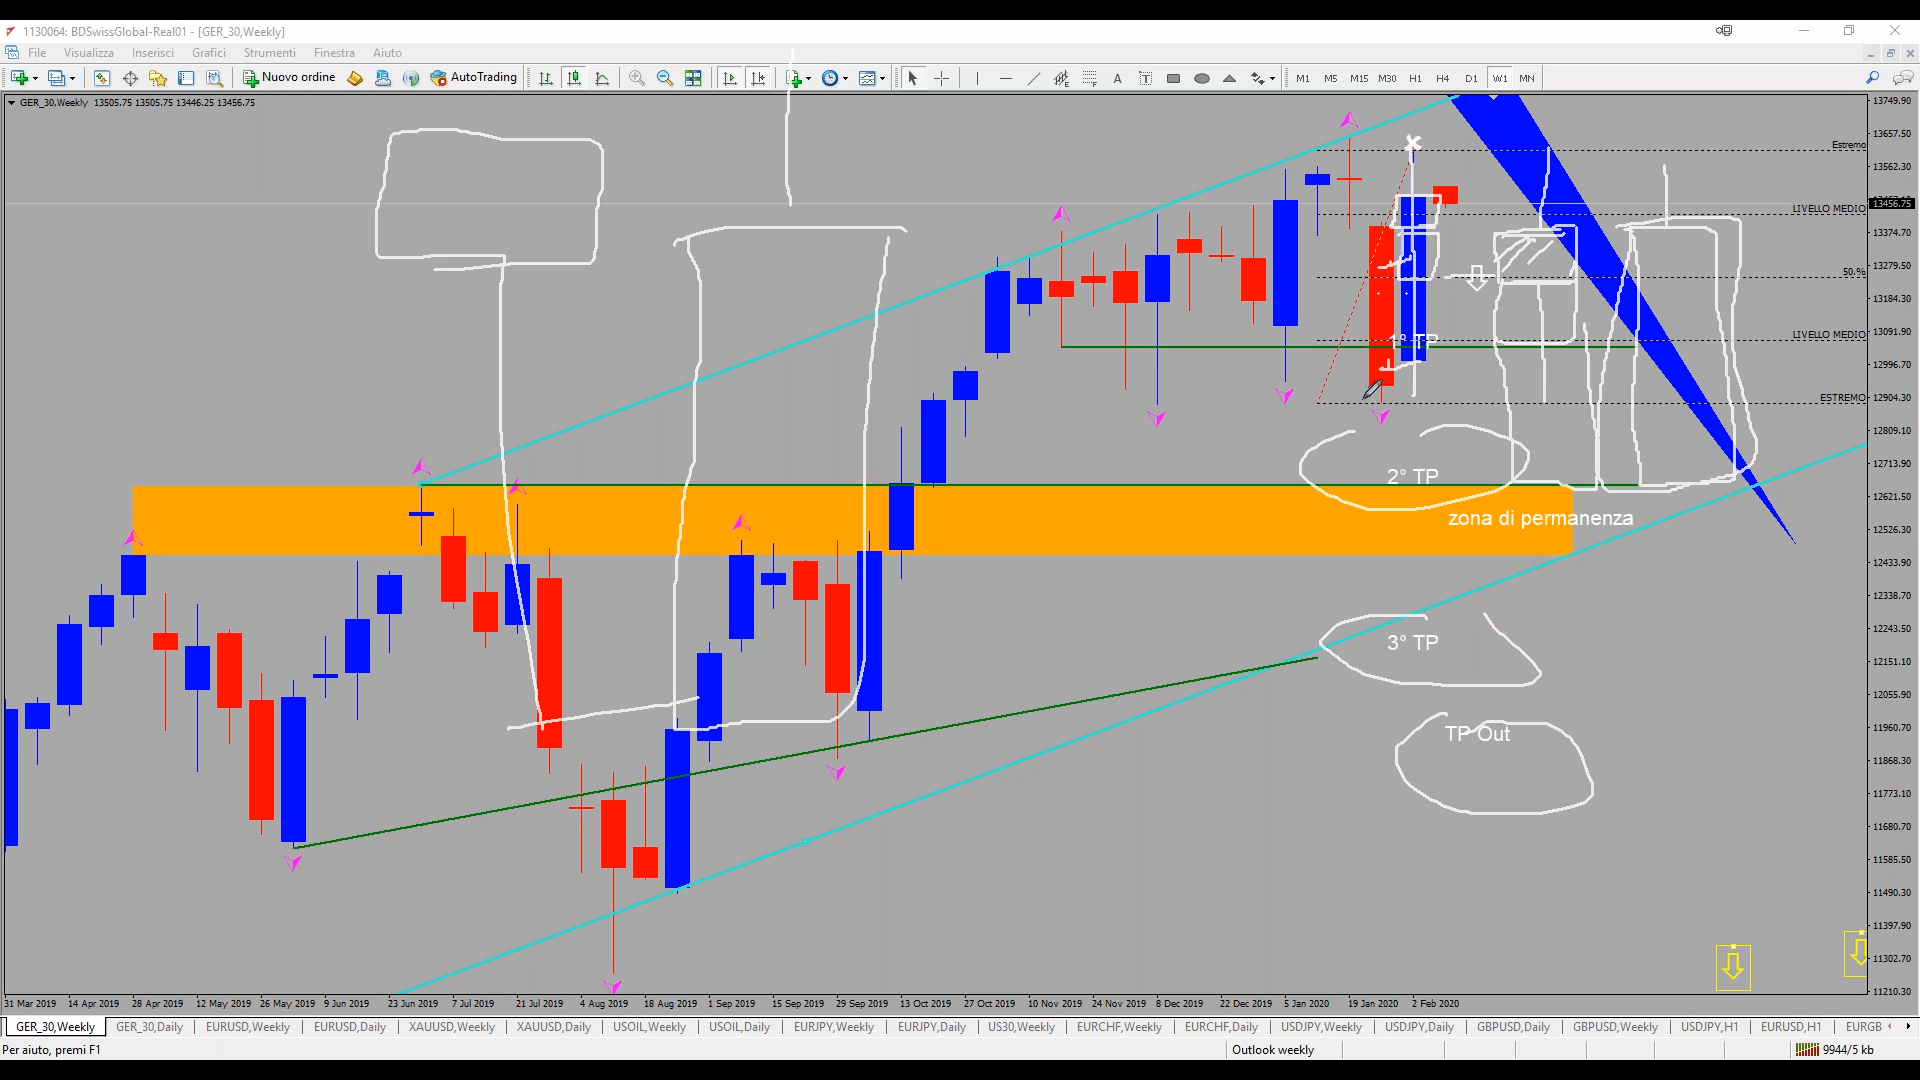 1130064: BDSwissGlobal-Real01 - [GER_30,Weekly]
File Visualizza Inserisci Grafici Strumenti Finestra Aiuto
Nuovo ordine AutoTrading A T M1 M5 M15 M30 H1 H4 D1 W1 MN
GER_30,Weekly 13505.75 13505.75 13446.25 13456.75
13749.90
13657.50
Estremo
13562.30
13456.75
LIVELLO MEDIO
13374.70
50.%
13279.50
13184.30
LIVELLO MEDIO
13091.90
1° TP
12996.70
ESTREMO
12904.30
12809.10
12713.90
2° TP
12621.50
zona di permanenza
12526.30
12433.90
12338.70
12243.50
3° TP
12151.10
12055.90
11960.70
TP Out
11868.30
11773.10
11680.70
11585.50
11490.30
11397.90
11302.70
11210.30
31 Mar 2019 14 Apr 2019 28 Apr 2019 12 May 2019 26 May 2019 9 Jun 2019 23 Jun 2019 7 Jul 2019 21 Jul 2019 4 Aug 2019 18 Aug 2019 1 Sep 2019 15 Sep 2019 29 Sep 2019 13 Oct 2019 27 Oct 2019 10 Nov 2019 24 Nov 2019 8 Dec 2019 22 Dec 2019 5 Jan 2020 19 Jan 2020 2 Feb 2020
GER_30,Weekly GER_30,Daily EURUSD,Weekly EURUSD,Daily XAUUSD,Weekly XAUUSD,Daily USOIL,Weekly USOIL,Daily EURJPY,Weekly EURJPY,Daily US30,Weekly EURCHF,Weekly EURCHF,Daily USDJPY,Weekly USDJPY,Daily GBPUSD,Daily GBPUSD,Weekly USDJPY,H1 EURUSD,H1 EURGB
Per aiuto, premi F1 Outlook weekly 9944/5 kb